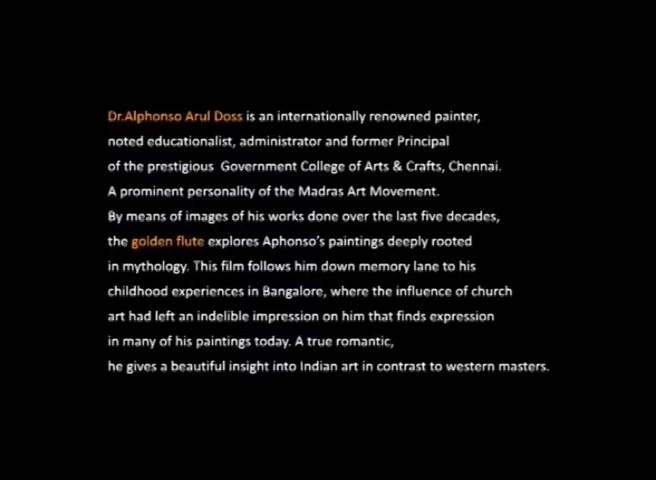 Dr.Alphonso Arul Doss is an internationally renowned painter,
noted educationalist, administrator and former Principal
of the prestigious Government College of Arts & Crafts, Chennai.
A prominent personality of the Madras Art Movement.
By means of images of his works done over the last five decades,
the golden flute explores Aphonso's paintings deeply rooted
in mythology. This film follows him down memory lane to his
childhood experiences in Bangalore, where the influence of church
art had left an indelible impression on him that finds expression
in many of his paintings today. A true romantic,
he gives a beautiful insight into Indian art in contrast to western masters.